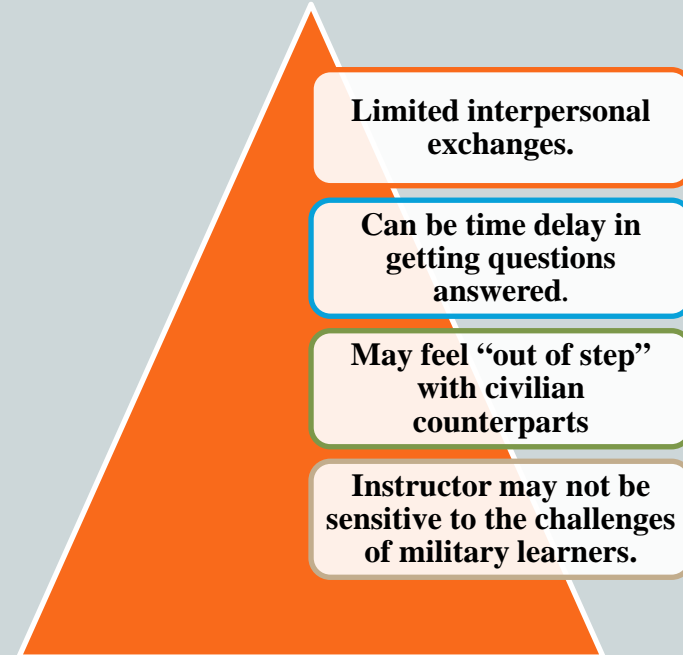 Limited interpersonal
exchanges.
Can be time delay in
getting questions
answered.
May feel “out of step”
with civilian
counterparts
Instructor may not be
sensitive to the challenges
of military learners.